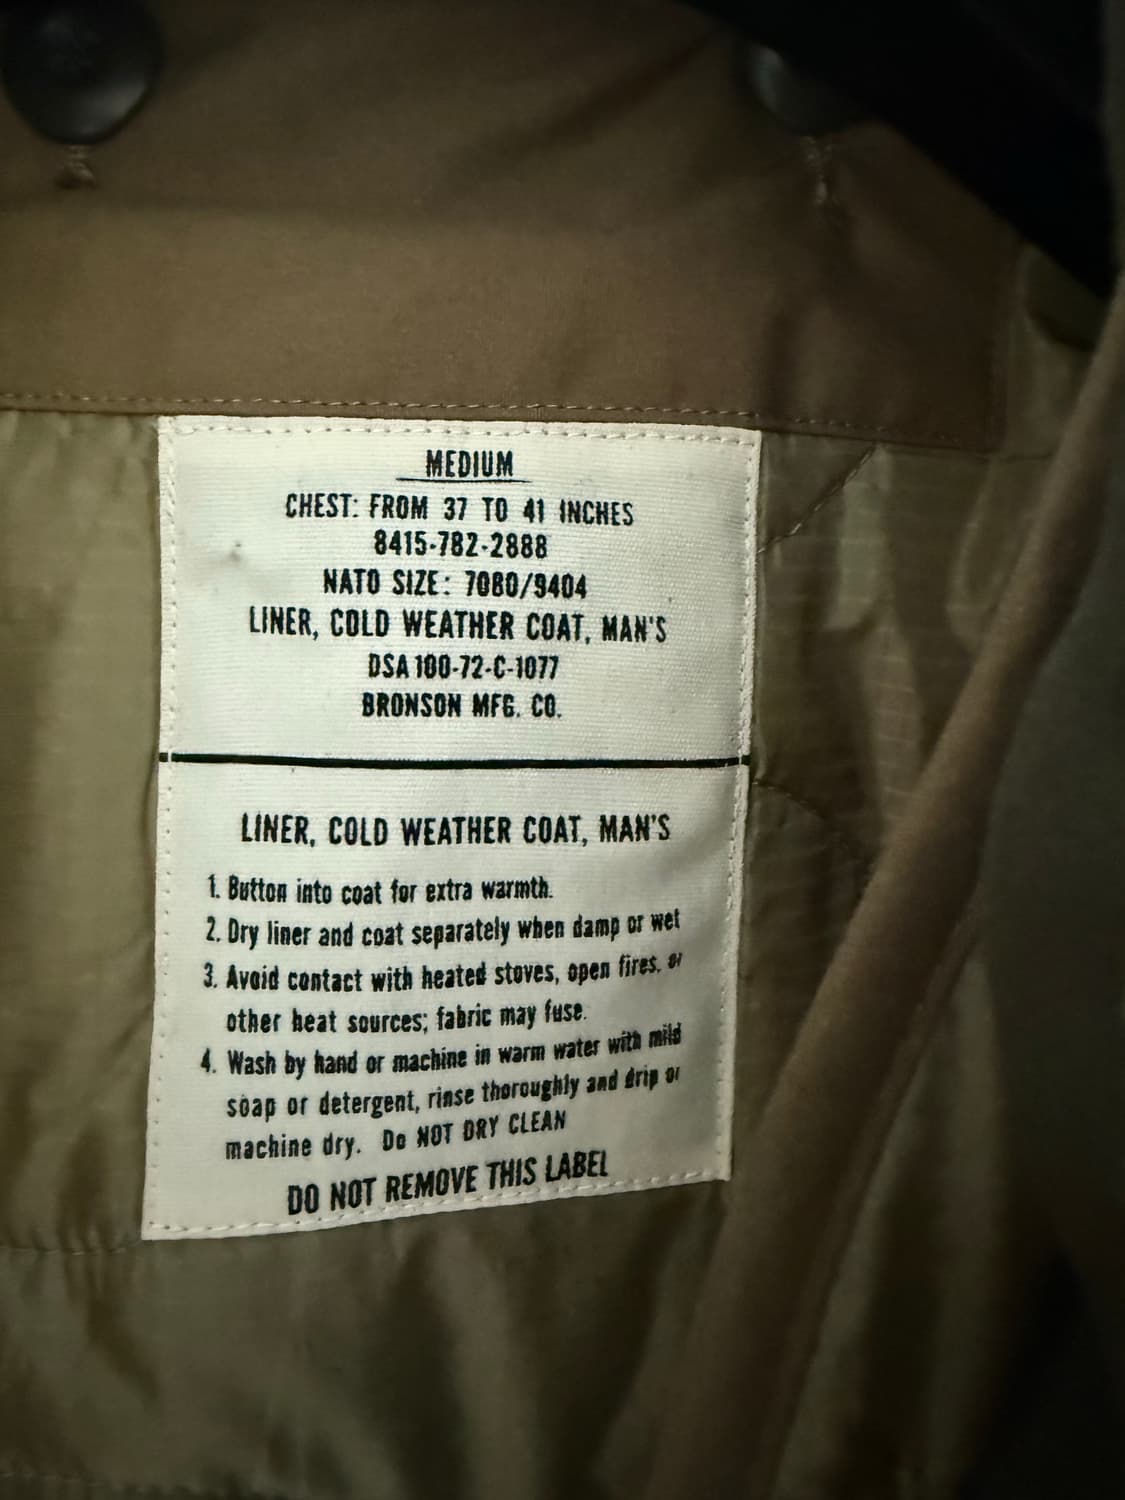 MEDIUM
CHEST: FROM 37 TO 41 INCHES
8415-782-2888
NATO SIZE: 7080/9404
LINER, COLD WEATHER COAT, MAN'S
DSA 100-72-C-1077
BRONSON MFG. CO.
LINER, COLD WEATHER COAT, MAN'S
1. Button into coat for extra warmth.
2. Dry liner and coat separately when damp or wet
3. Avoid contact with heated stoves, open fires, or
other heat sources; fabric may fuse.
4. Wash by hand or machine in warm water with mild
soap or detergent, rinse thoroughly and drip or
machine dry. Do NOT DRY CLEAN
DO NOT REMOVE THIS LABEL